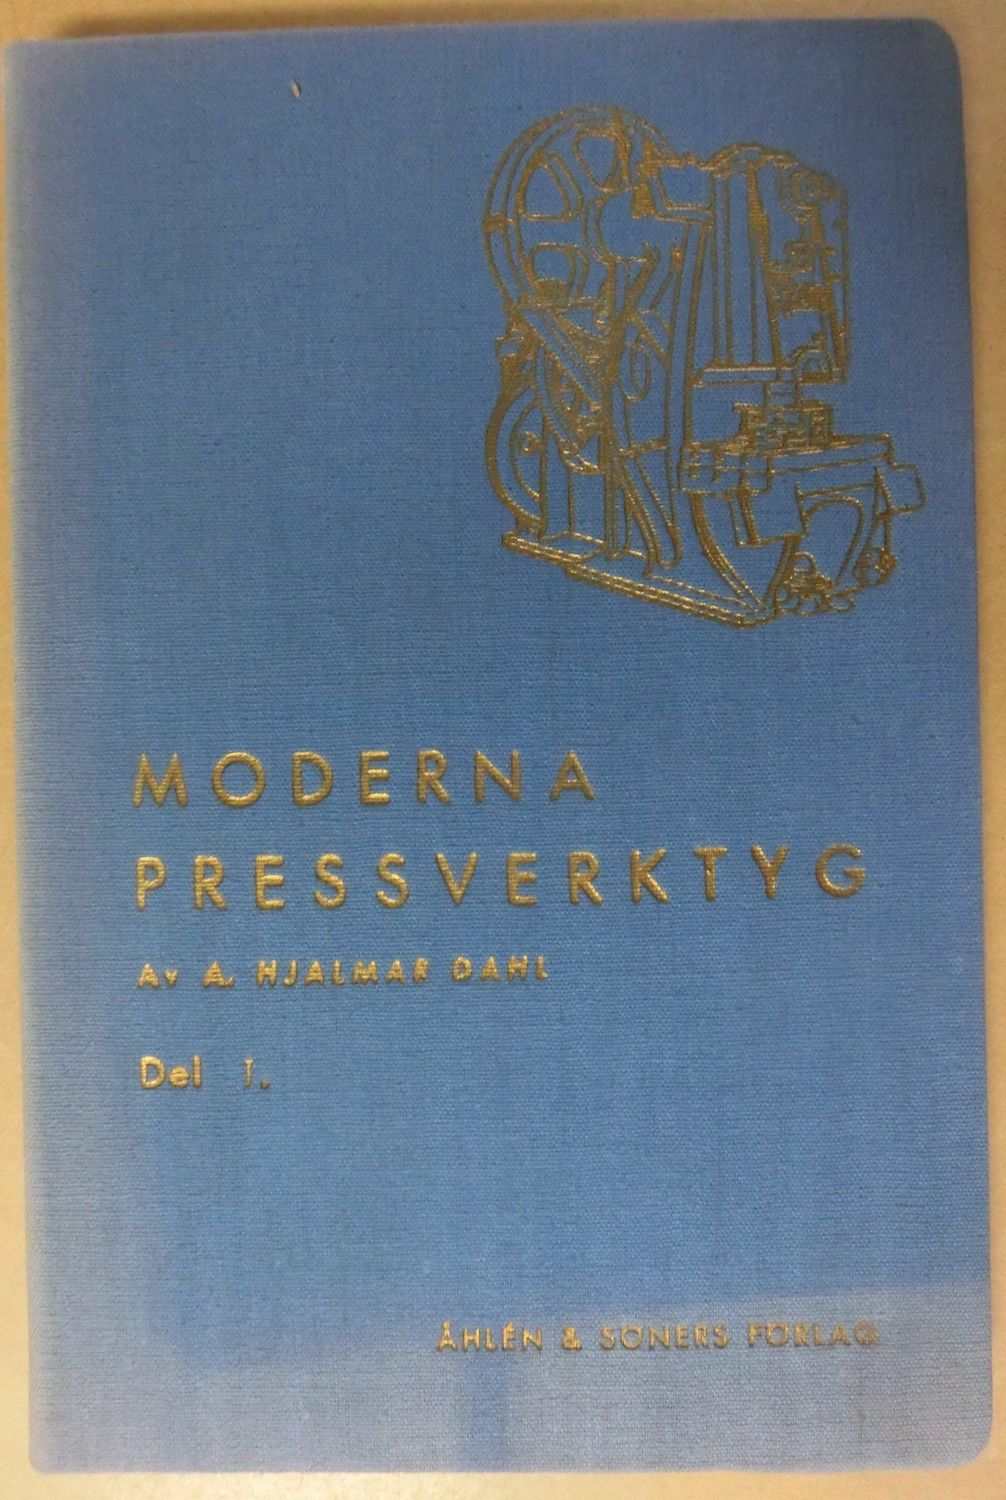 MODERNA
PRESSVERKTYG
Av A. HJALMAR DAHL
Del I.
ÅHLÉN & SÖNERS FÖRLAG